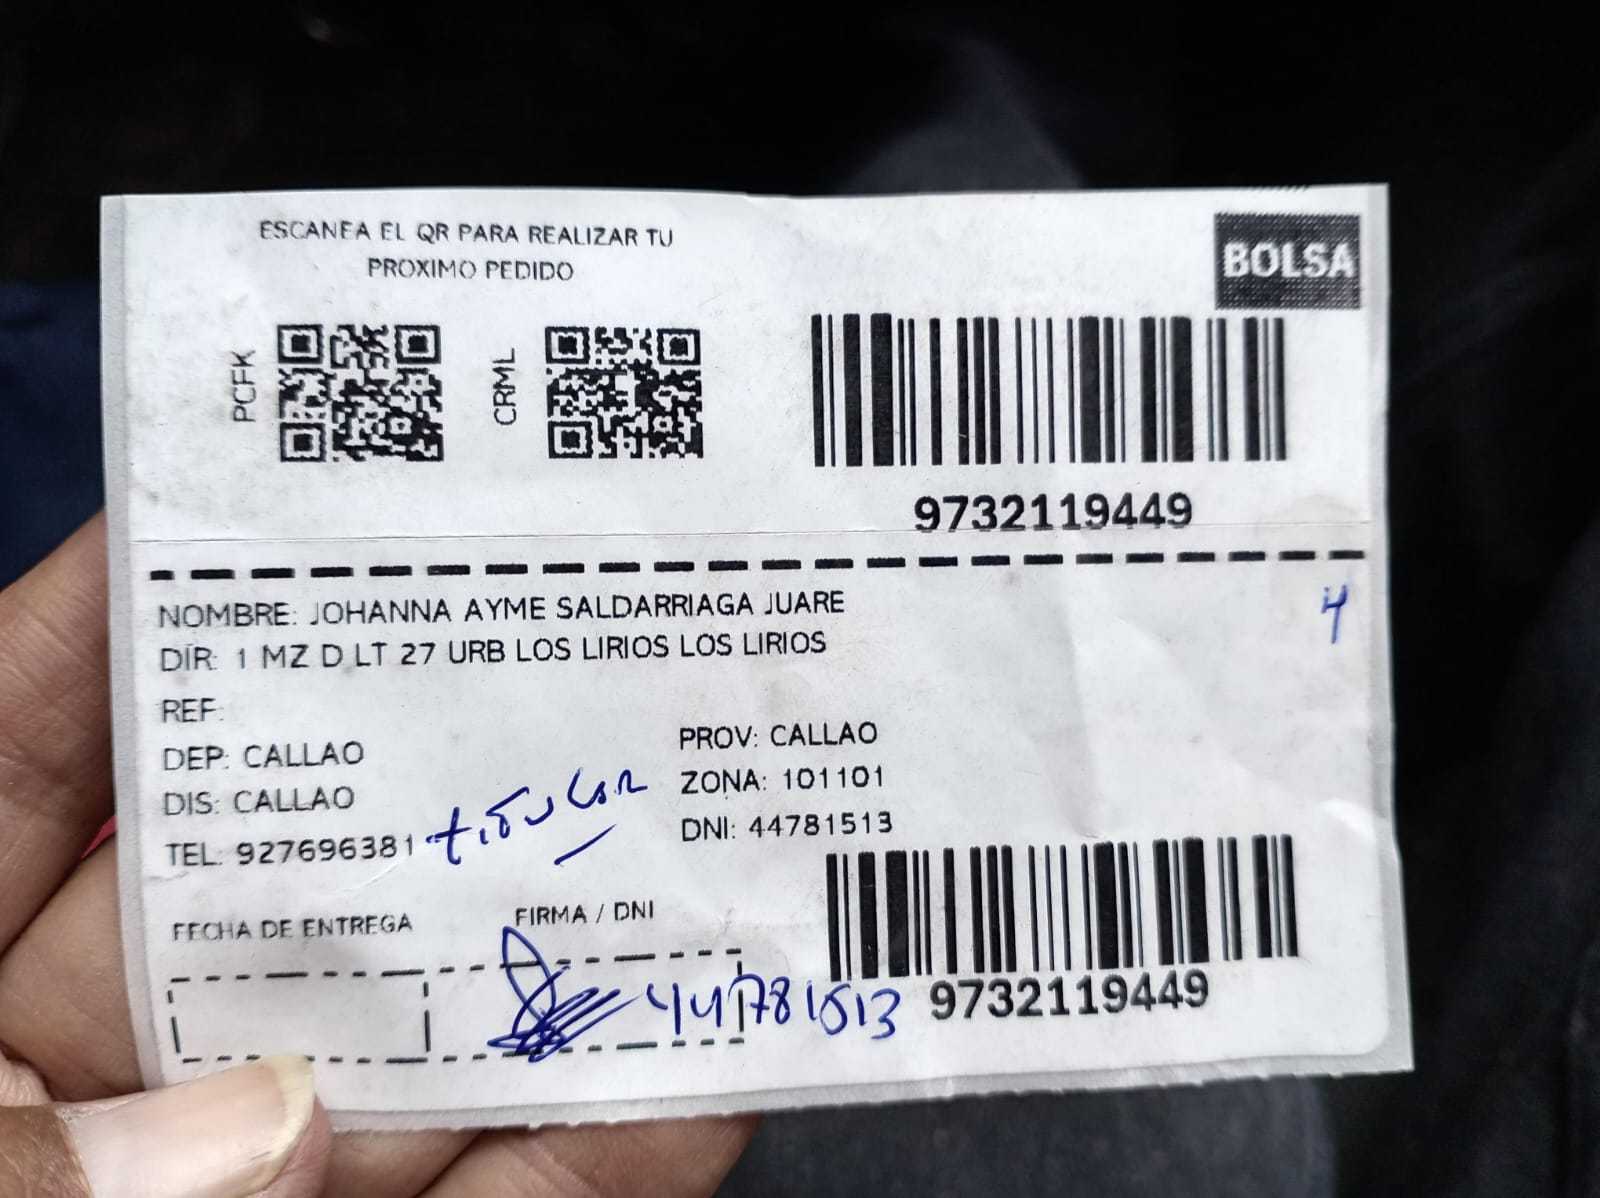 ESCANEA EL QR PARA REALIZAR TU
PROXIMO PEDIDO
BOLSA
PCFK
CRML
9732119449
NOMBRE: JOHANNA AYME SALDARRIAGA JUARE
4
DIR: 1 MZ D LT 27 URB LOS LIRIOS LOS LIRIOS
REF:
DEP: CALLAO
PROV: CALLAO
DIS: CALLAO
ZONA: 101101
TEL: 927696381
titular
DNI: 44781513
FECHA DE ENTREGA
FIRMA / DNI
44781513
9732119449